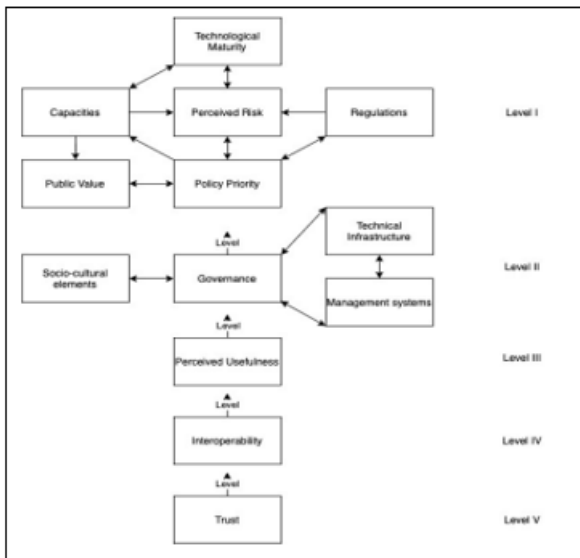 Technological
Maturity
Capacities
Perceived Risk
Regulations
Level I
Public Value
Policy Priority
Level
Technical
Infrastructure
Socio-cultural
elements
Governance
Level II
Management systems
Level
Perceived Usefulness
Level III
Level
Interoperability
Level IV
Level
Trust
Level V